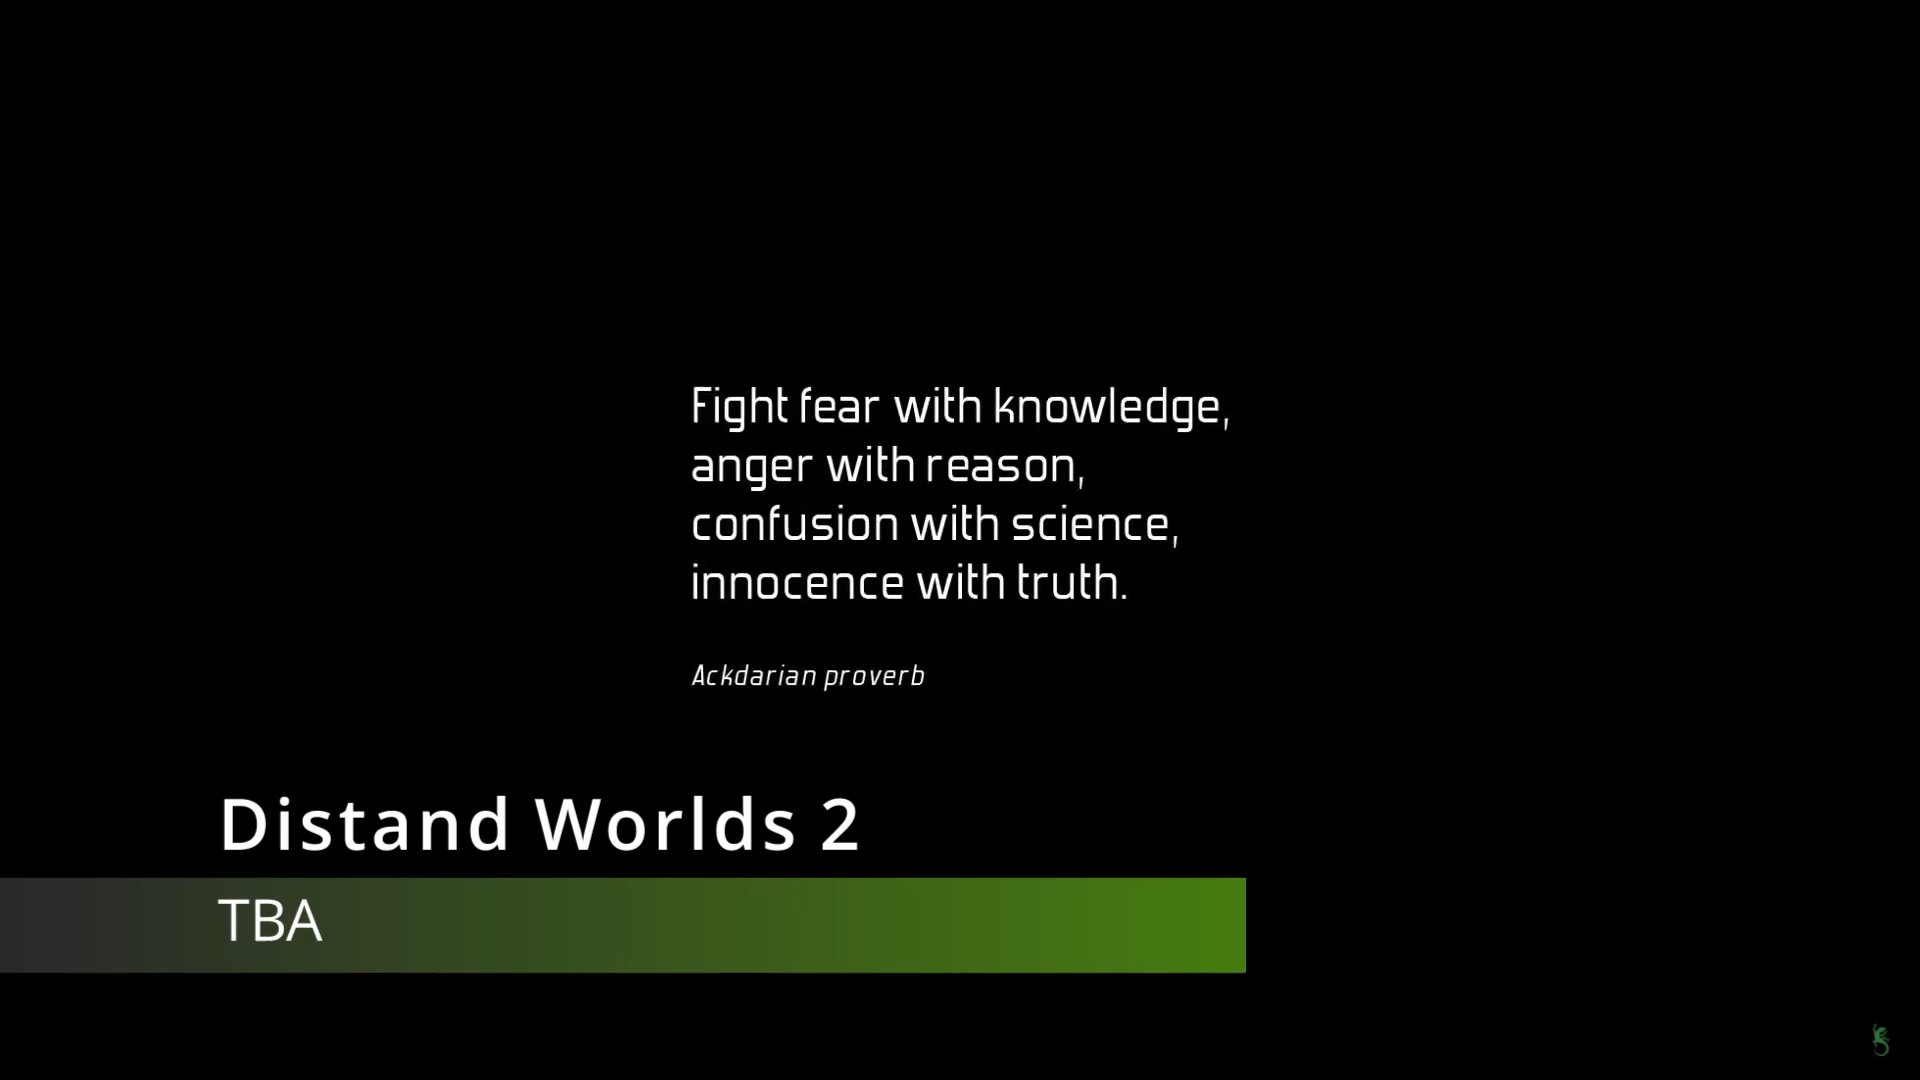 Fight fear with knowledge,
anger with reason,
confusion with science,
innocence with truth.
Ackdarian proverb
Distand Worlds 2
TBA